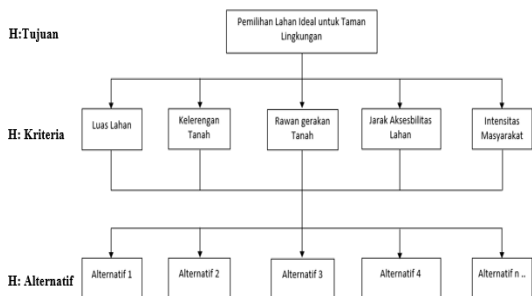 H:Tujuan
Pemilihan Lahan Ideal untuk Taman
Lingkungan
H: Kriteria
Luas Lahan
Kelerengan
Tanah
Rawan gerakan
Tanah
Jarak Aksesbilitas
Lahan
Intensitas
Masyarakat
H: Alternatif
Alternatif 1
Alternatif 2
Alternatif 3
Alternatif 4
Alternatif n ..